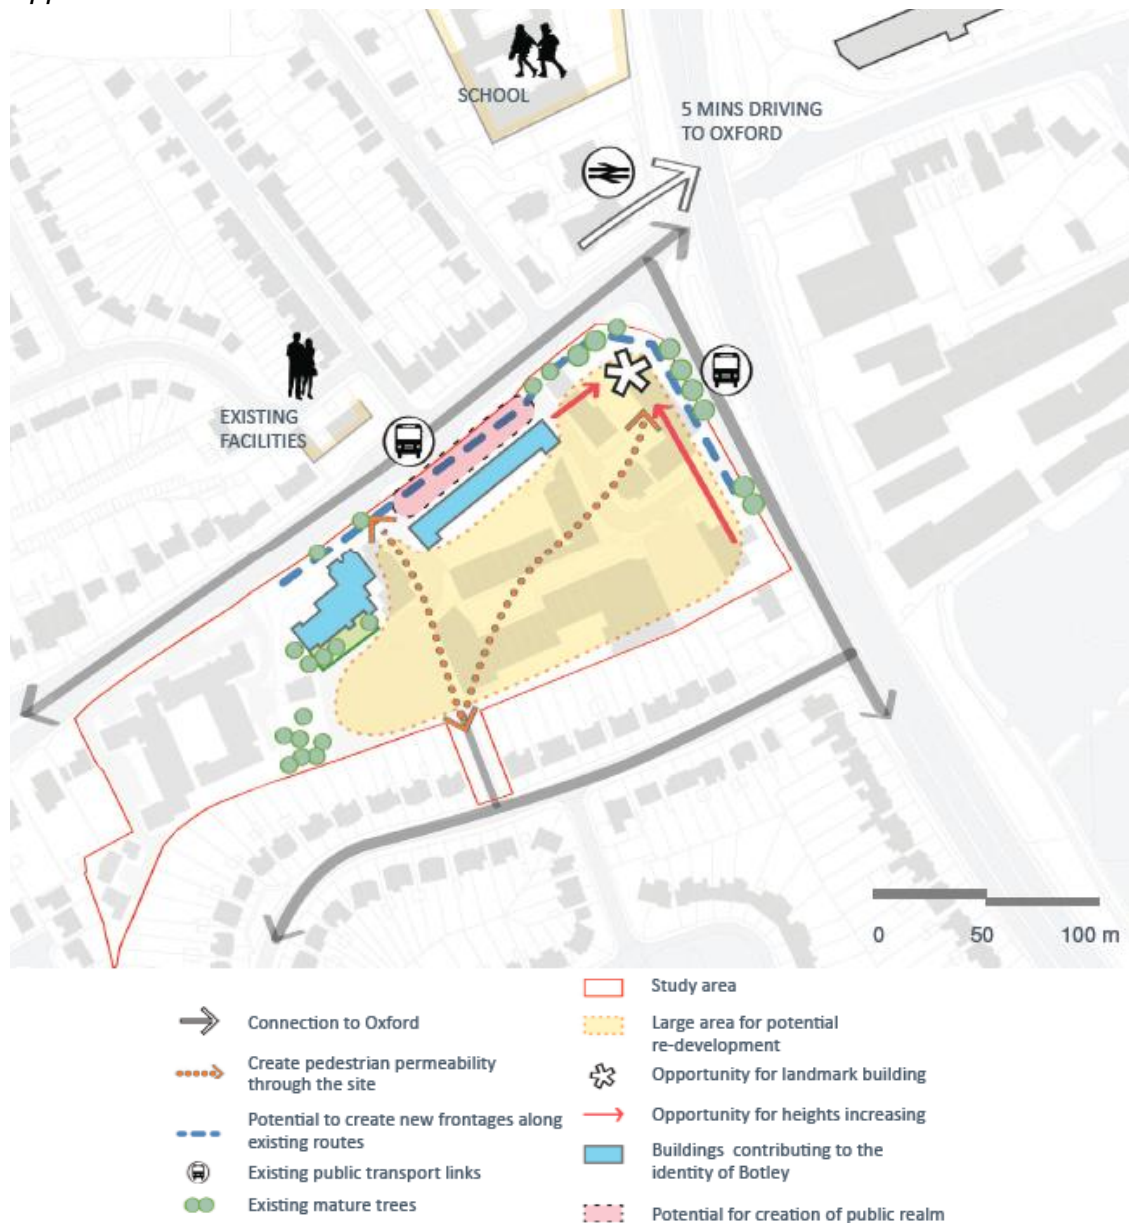 SCHOOL
5 MINS DRIVING
TO OXFORD
EXISTING
FACILITIES
0 50 100 m
Study area
Connection to Oxford
Large area for potential
re-development
Create pedestrian permeability
through the site
Opportunity for landmark building
Potential to create new frontages along
existing routes
Opportunity for heights increasing
Existing public transport links
Buildings contributing to the
identity of Botley
Existing mature trees
Potential for creation of public realm